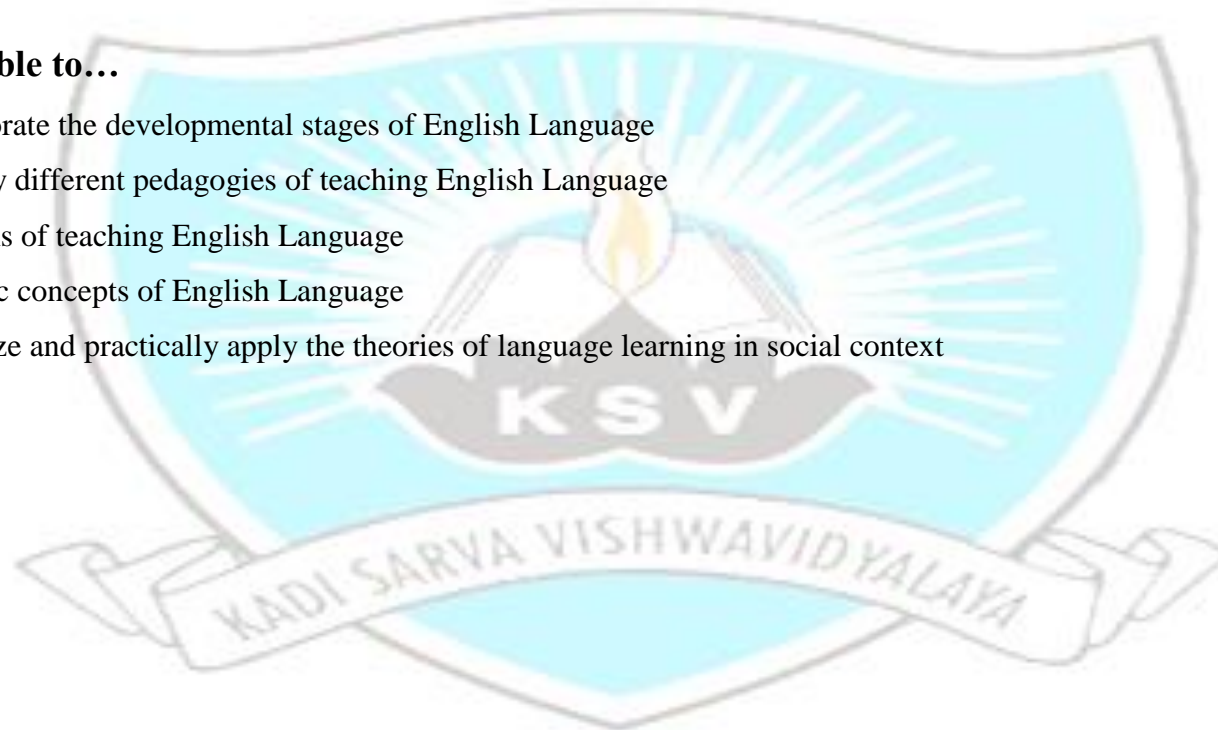 ble to…
orate the developmental stages of English Language
y different pedagogies of teaching English Language
s of teaching English Language
c concepts of English Language
ze and practically apply the theories of language learning in social context
KSV
KADI SARVA VISHWAVIDYALAYA